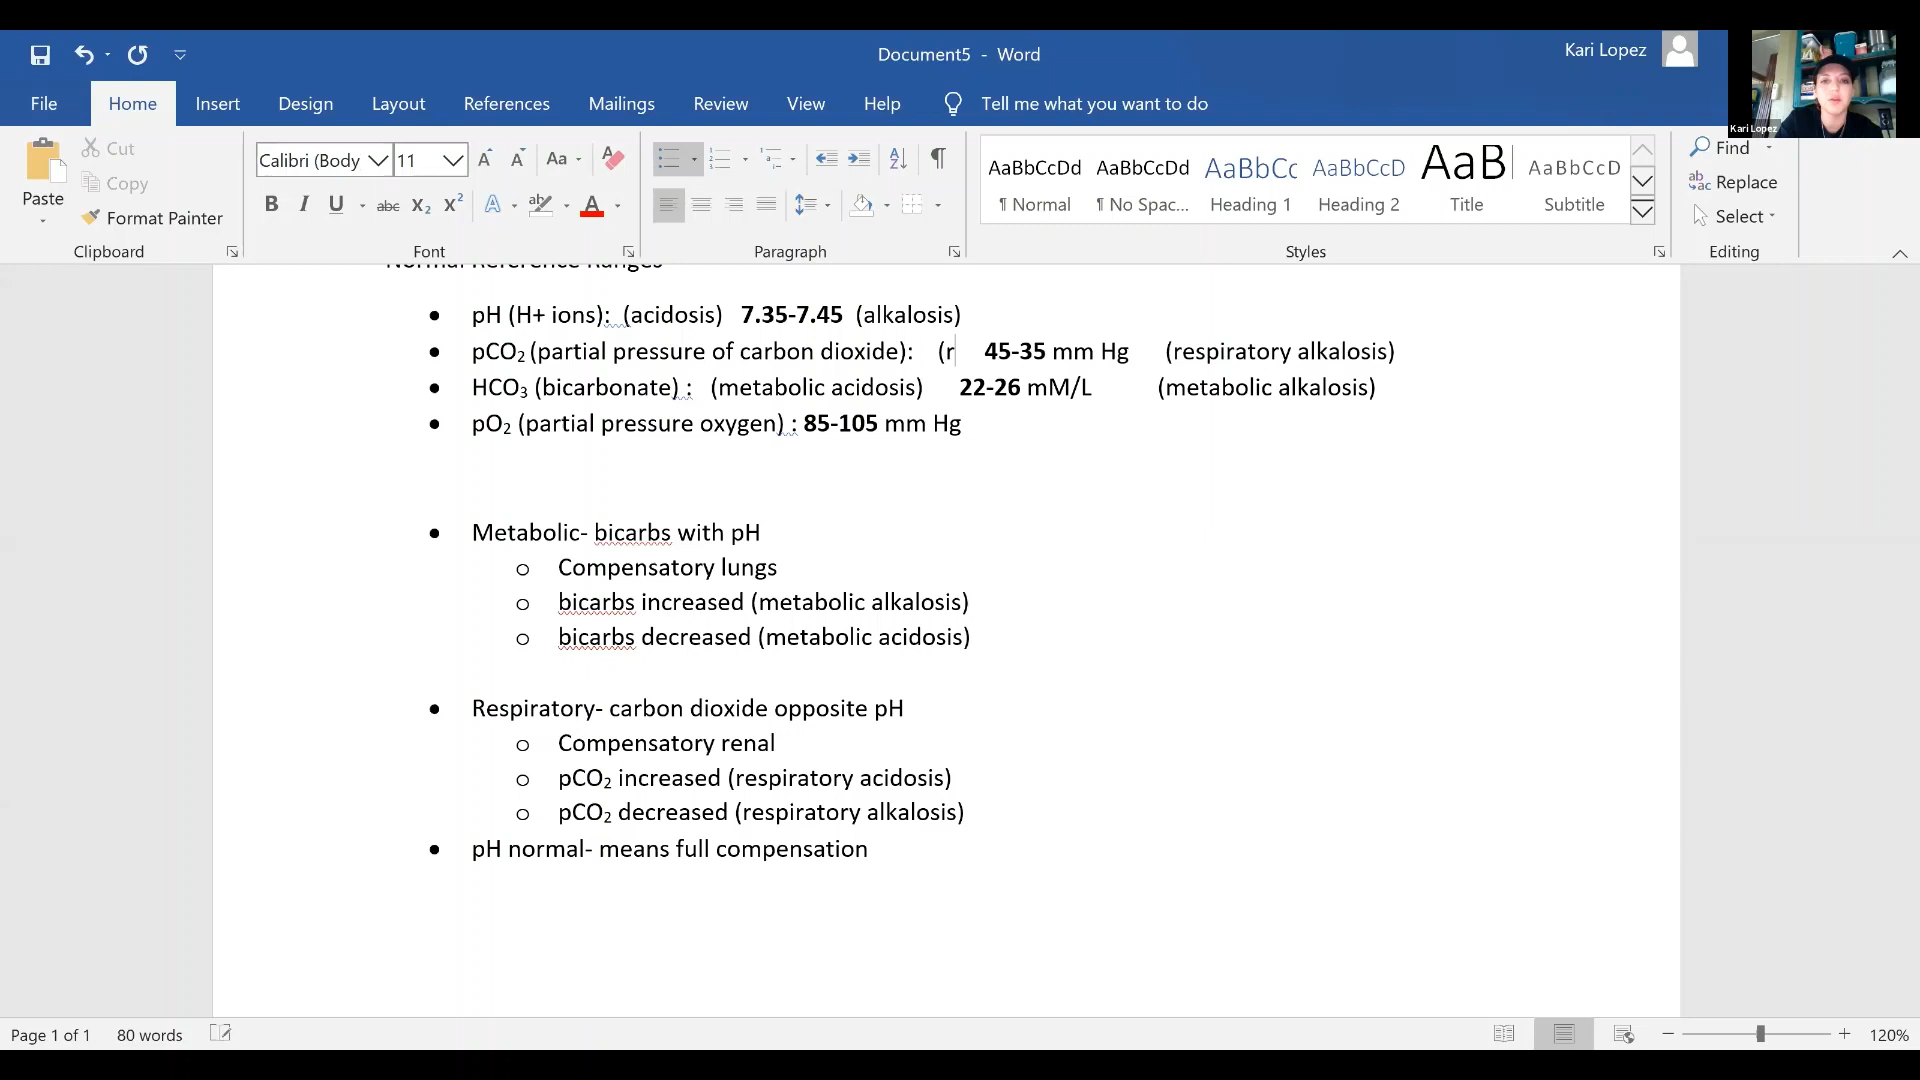 Document5 - Word
Kari Lopez
Kari Lopez
File Home Insert Design Layout References Mailings Review View Help Tell me what you want to do
Paste
Cut
Copy
Format Painter
Clipboard
Calibri (Body 11
Font
Paragraph
AaBbCcDd AaBbCcDd AaBbCc AaBbCcD AaB AaBbCcD
¶ Normal ¶ No Spac... Heading 1 Heading 2 Title Subtitle
Styles
Find
Replace
Select
Editing
Normal Reference Ranges
• pH (H+ ions): (acidosis) 7.35-7.45 (alkalosis)
• pCO₂ (partial pressure of carbon dioxide): (r 45-35 mm Hg (respiratory alkalosis)
• HCO₃ (bicarbonate) : (metabolic acidosis) 22-26 mM/L (metabolic alkalosis)
• pO₂ (partial pressure oxygen) : 85-105 mm Hg
• Metabolic- bicarbs with pH
o Compensatory lungs
o bicarbs increased (metabolic alkalosis)
o bicarbs decreased (metabolic acidosis)
• Respiratory- carbon dioxide opposite pH
o Compensatory renal
o pCO₂ increased (respiratory acidosis)
o pCO₂ decreased (respiratory alkalosis)
• pH normal- means full compensation
Page 1 of 1 80 words 120%